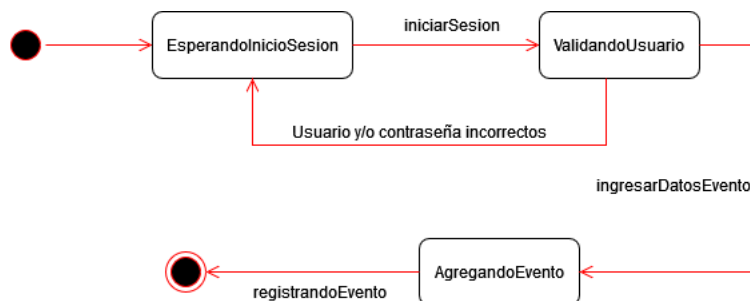 iniciarSesion
EsperandoInicioSesion
ValidandoUsuario
Usuario y/o contraseña incorrectos
ingresarDatosEvento
AgregandoEvento
registrandoEvento